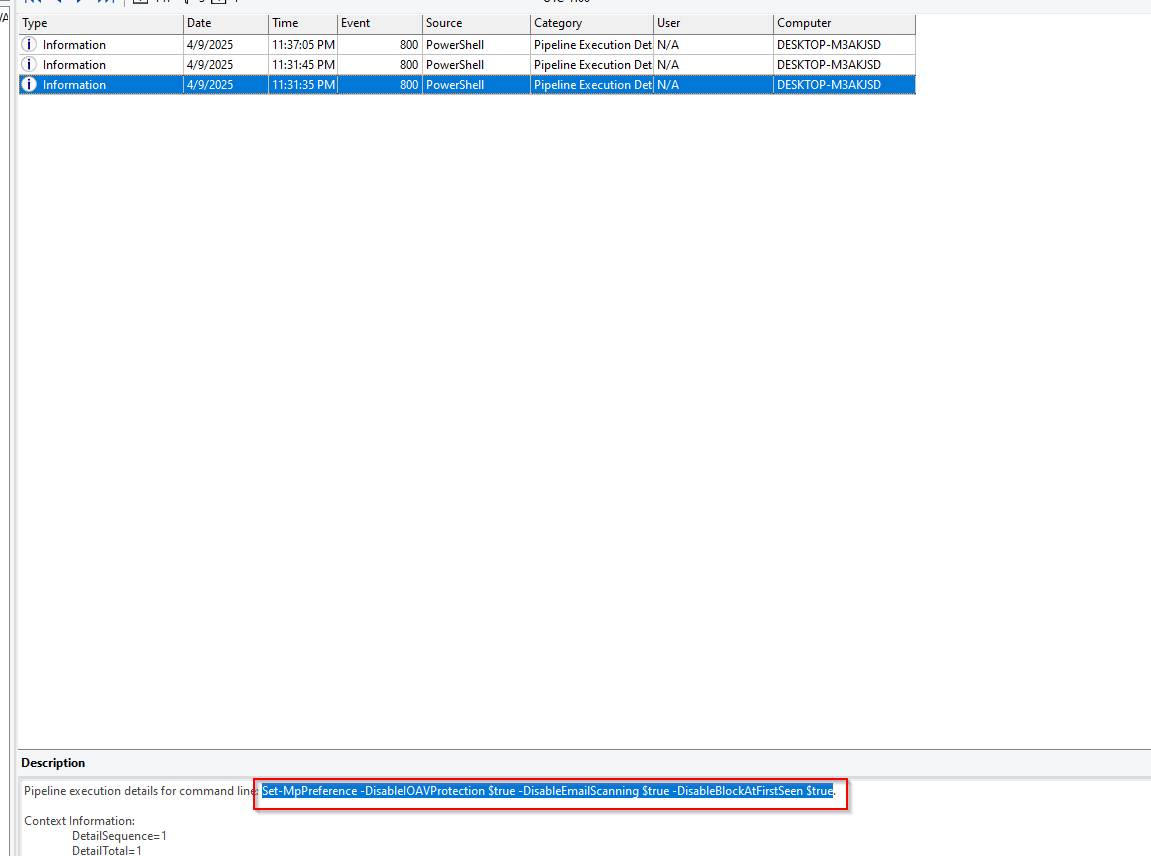 Type Date Time Event Source Category User Computer
Information 4/9/2025 11:37:05 PM 800 PowerShell Pipeline Execution Det N/A DESKTOP-M3AKJSD
Information 4/9/2025 11:31:45 PM 800 PowerShell Pipeline Execution Det N/A DESKTOP-M3AKJSD
Information 4/9/2025 11:31:35 PM 800 PowerShell Pipeline Execution Det N/A DESKTOP-M3AKJSD
Description
Pipeline execution details for command line: Set-MpPreference -DisableIOAVProtection $true -DisableEmailScanning $true -DisableBlockAtFirstSeen $true.
Context Information:
DetailSequence=1
DetailTotal=1